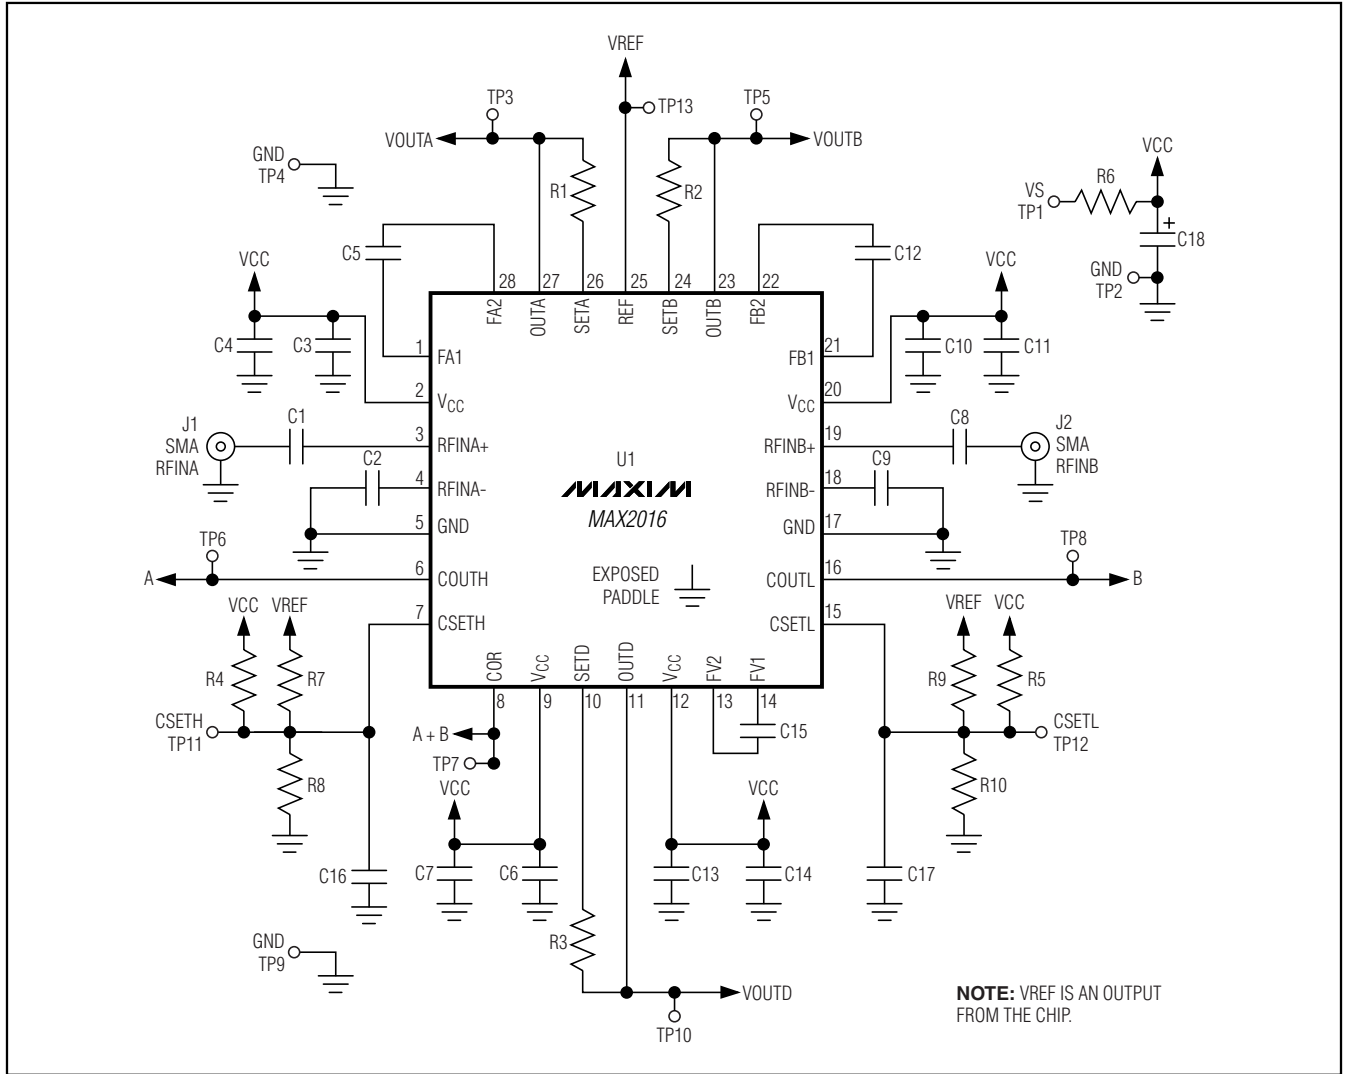 VREF
TP3
TP13
TP5
VOUTA
VOUTB
GND
TP4
VCC
R1
R2
VS
TP1
R6
+
C18
C5
C12
VCC
VCC
GND
TP2
28
27
26
25
24
23
22
FA2
OUTA
SETA
REF
SETB
OUTB
FB2
C4
C3
1
FA1
21
FB1
C10
C11
2
VCC
20
VCC
J1
SMA
RFINA
C1
3
RFINA+
19
RFINB+
C8
J2
SMA
RFINB
C2
4
RFINA-
18
RFINB-
C9
U1
MAXIM
MAX2016
5
GND
17
GND
TP6
TP8
A
6
COUTH
EXPOSED
PADDLE
16
COUTL
B
VCC
VREF
7
CSETH
15
CSETL
VREF
VCC
R4
R7
COR
VCC
SETD
OUTD
VCC
FV2
FV1
R9
R5
8
9
10
11
12
13
14
CSETH
TP11
A + B
C15
CSETL
TP12
TP7
R8
R10
VCC
VCC
C16
C7
C6
C13
C14
C17
R3
GND
TP9
VOUTD
TP10
NOTE: VREF IS AN OUTPUT
FROM THE CHIP.